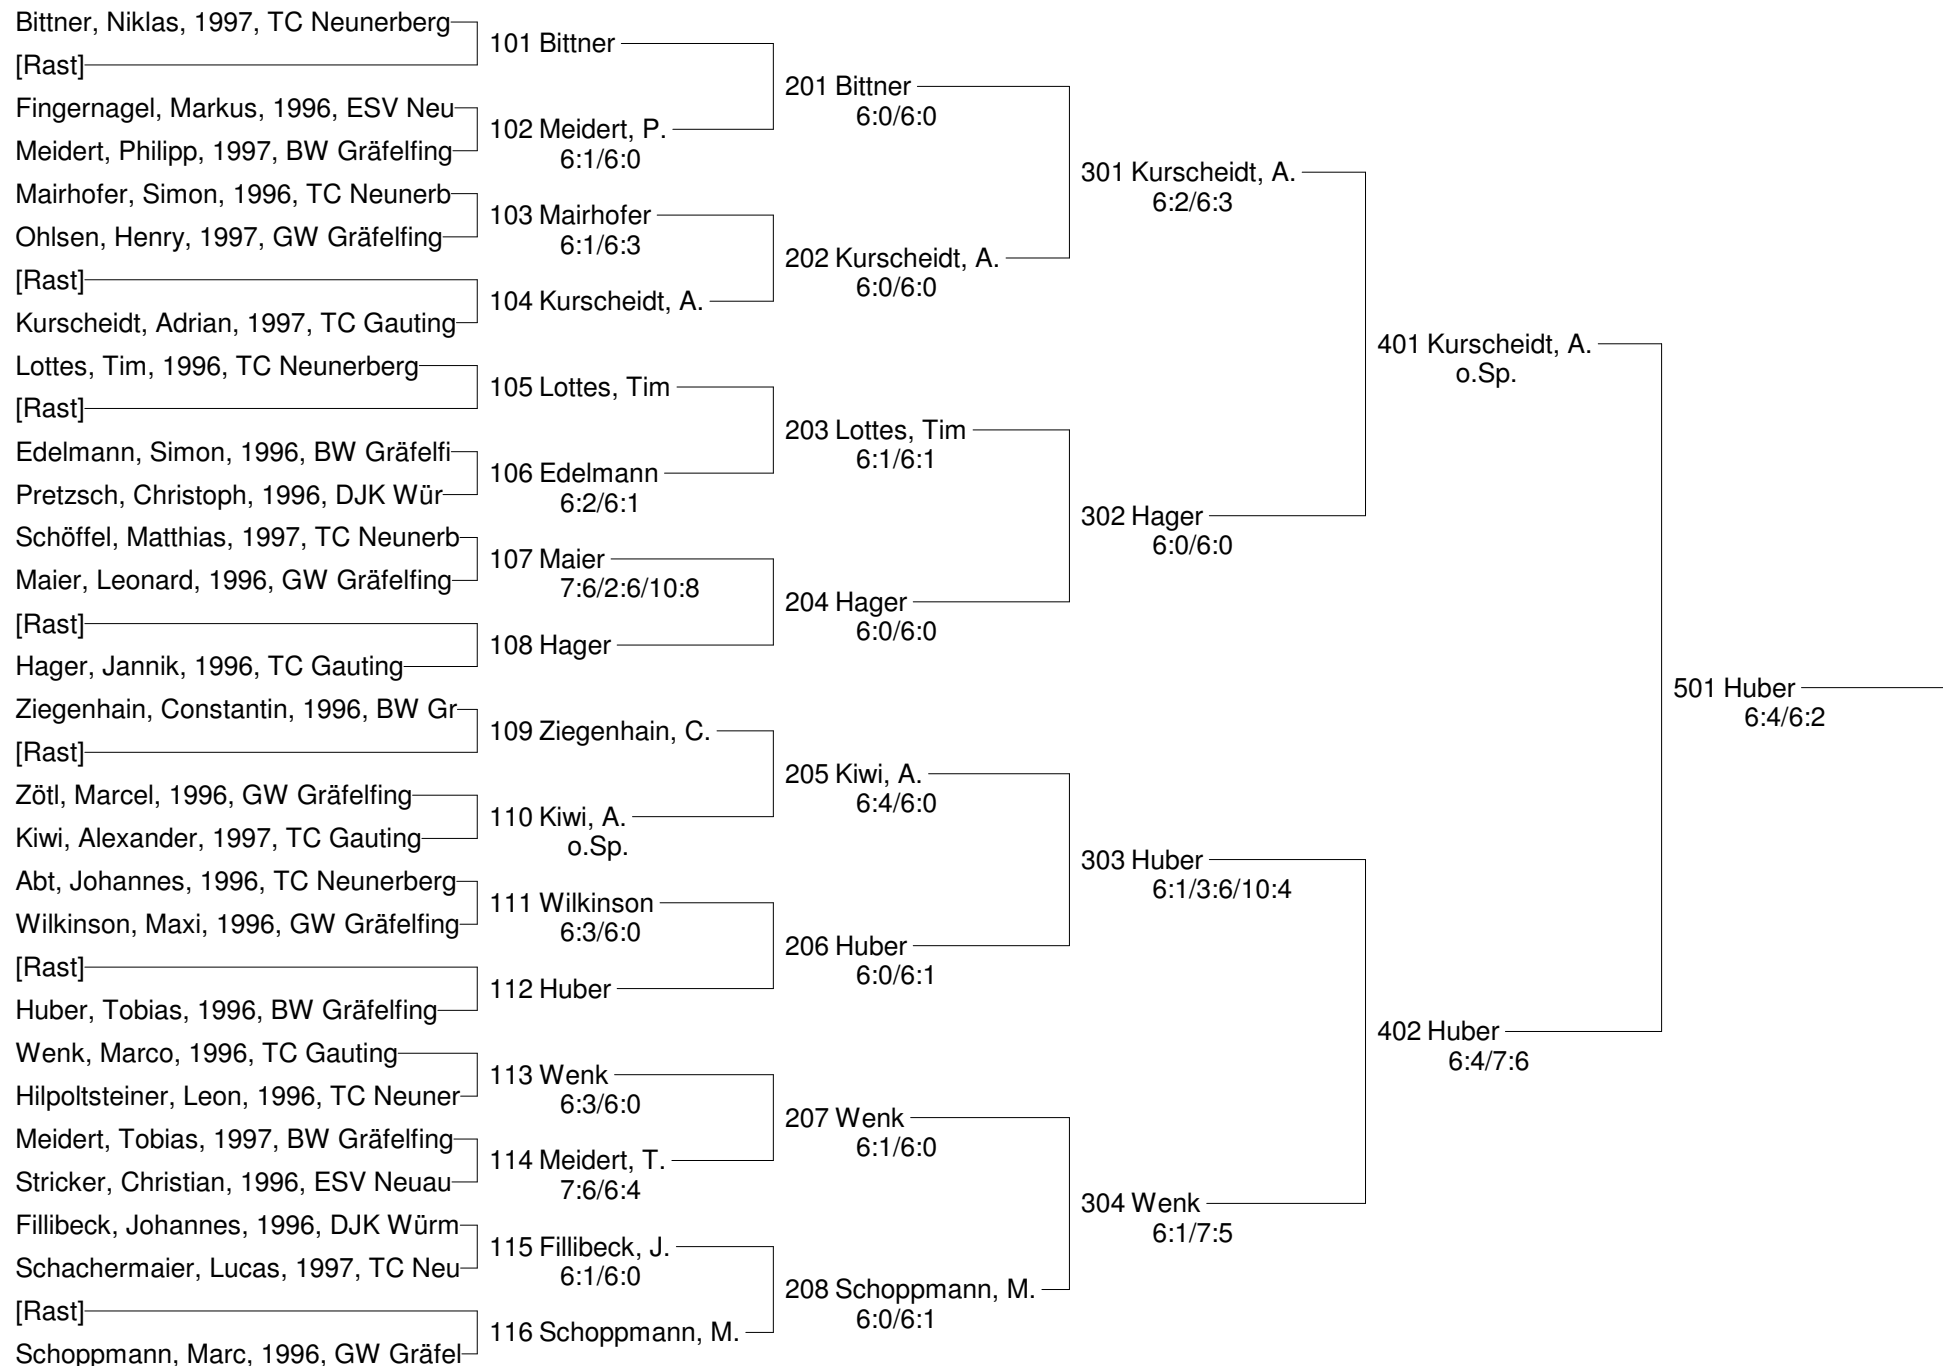 Bittner, Niklas, 1997, TC Neunerberg
[Rast]
Fingernagel, Markus, 1996, ESV Neu
Meidert, Philipp, 1997, BW Gräfelfing
Mairhofer, Simon, 1996, TC Neunerb
Ohlsen, Henry, 1997, GW Gräfelfing
[Rast]
Kurscheidt, Adrian, 1997, TC Gauting
Lottes, Tim, 1996, TC Neunerberg
[Rast]
Edelmann, Simon, 1996, BW Gräfelfi
Pretzsch, Christoph, 1996, DJK Wür
Schöffel, Matthias, 1997, TC Neunerb
Maier, Leonard, 1996, GW Gräfelfing
[Rast]
Hager, Jannik, 1996, TC Gauting
Ziegenhain, Constantin, 1996, BW Gr
[Rast]
Zötl, Marcel, 1996, GW Gräfelfing
Kiwi, Alexander, 1997, TC Gauting
Abt, Johannes, 1996, TC Neunerberg
Wilkinson, Maxi, 1996, GW Gräfelfing
[Rast]
Huber, Tobias, 1996, BW Gräfelfing
Wenk, Marco, 1996, TC Gauting
Hilpoltsteiner, Leon, 1996, TC Neuner
Meidert, Tobias, 1997, BW Gräfelfing
Stricker, Christian, 1996, ESV Neuau
Fillibeck, Johannes, 1996, DJK Würm
Schachermaier, Lucas, 1997, TC Neu
[Rast]
Schoppmann, Marc, 1996, GW Gräfel
101 Bittner
102 Meidert, P.
6:1/6:0
103 Mairhofer
6:1/6:3
104 Kurscheidt, A.
105 Lottes, Tim
106 Edelmann
6:2/6:1
107 Maier
7:6/2:6/10:8
108 Hager
109 Ziegenhain, C.
110 Kiwi, A.
o.Sp.
111 Wilkinson
6:3/6:0
112 Huber
113 Wenk
6:3/6:0
114 Meidert, T.
7:6/6:4
115 Fillibeck, J.
6:1/6:0
116 Schoppmann, M.
201 Bittner
6:0/6:0
202 Kurscheidt, A.
6:0/6:0
203 Lottes, Tim
6:1/6:1
204 Hager
6:0/6:0
205 Kiwi, A.
6:4/6:0
206 Huber
6:0/6:1
207 Wenk
6:1/6:0
208 Schoppmann, M.
6:0/6:1
301 Kurscheidt, A.
6:2/6:3
302 Hager
6:0/6:0
303 Huber
6:1/3:6/10:4
304 Wenk
6:1/7:5
401 Kurscheidt, A.
o.Sp.
402 Huber
6:4/7:6
501 Huber
6:4/6:2